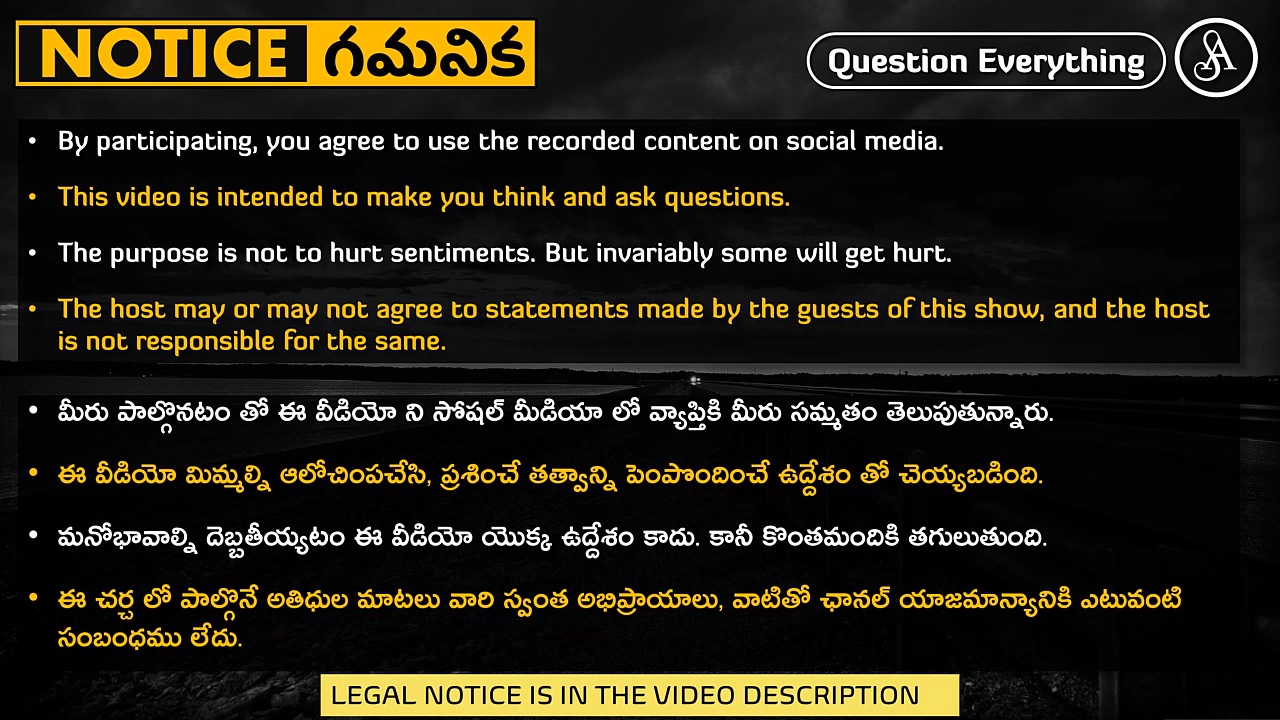 NOTICE గమనిక
Question Everything
• By participating, you agree to use the recorded content on social media.
• This video is intended to make you think and ask questions.
• The purpose is not to hurt sentiments. But invariably some will get hurt.
• The host may or may not agree to statements made by the guests of this show, and the host
is not responsible for the same.
• మీరు పాల్గొనటం తో ఈ వీడియో ని సోషల్ మీడియా లో వ్యాప్తికి మీరు సమ్మతం తెలుపుతున్నారు.
• ఈ వీడియో మిమ్మల్ని ఆలోచింపచేసి, ప్రశించే తత్వాన్ని పెంపొందించే ఉద్దేశం తో చెయ్యబడింది.
• మనోభావాల్ని దెబ్బతీయ్యటం ఈ వీడియో యొక్క ఉద్దేశం కాదు. కానీ కొంతమందికి తగులుతుంది.
• ఈ చర్చ లో పాల్గొనే అతిధుల మాటలు వారి స్వంత అభిప్రాయాలు, వాటితో ఛానల్ యాజమాన్యానికి ఎటువంటి
సంబంధము లేదు.
LEGAL NOTICE IS IN THE VIDEO DESCRIPTION